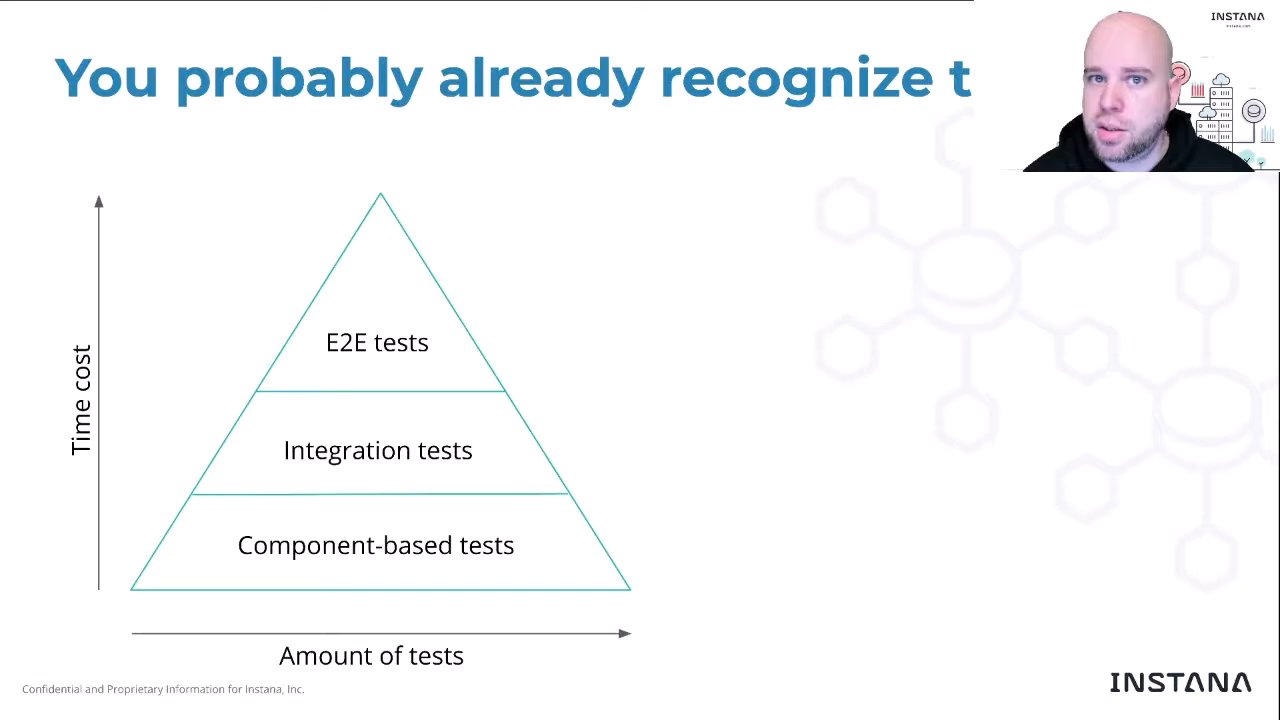 You probably already recognize t
INSTANA
E2E tests
Time cost
Integration tests
Component-based tests
Amount of tests
Confidential and Proprietary Information for Instana, Inc.
INSTANA